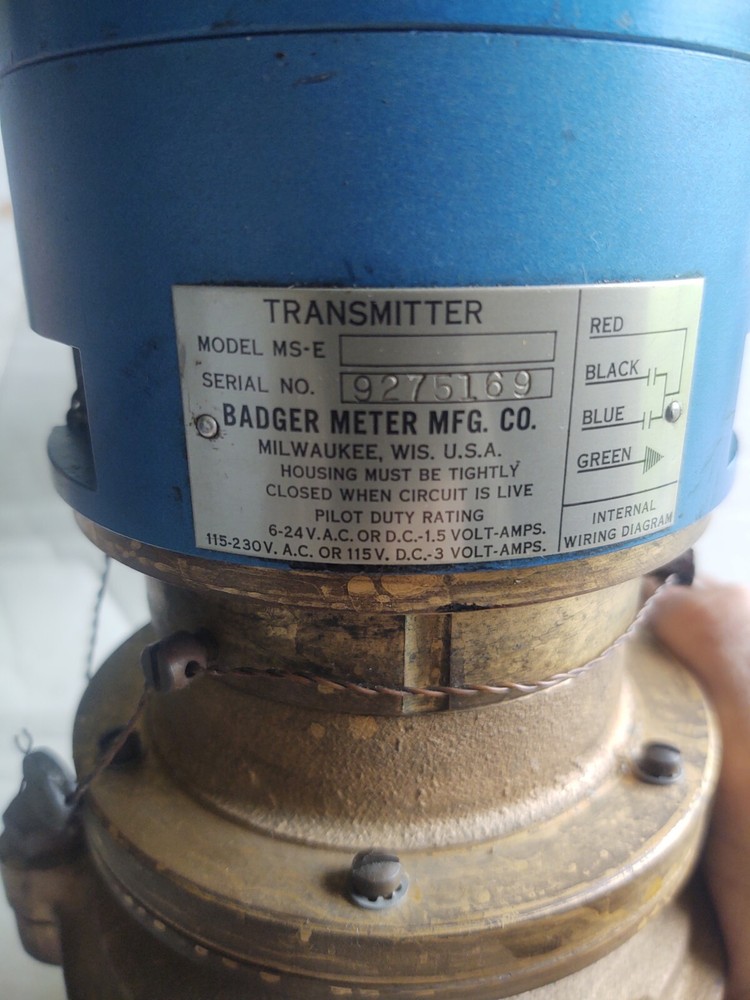 TRANSMITTER
MODEL MS-E
SERIAL NO. 9275169
BADGER METER MFG. CO.
MILWAUKEE, WIS. U.S.A.
HOUSING MUST BE TIGHTLY
CLOSED WHEN CIRCUIT IS LIVE
PILOT DUTY RATING
6-24V. A.C. OR D.C.-1.5 VOLT-AMPS.
115-230V. A.C. OR 115V. D.C.-3 VOLT-AMPS.
RED
BLACK
BLUE
GREEN
INTERNAL
WIRING DIAGRAM